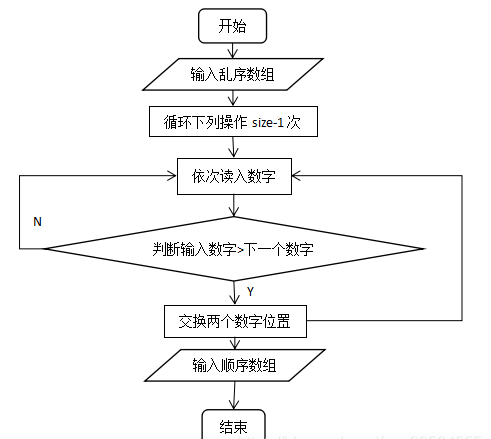 开始
输入乱序数组
循环下列操作 size-1 次
依次读入数字
N
判断输入数字>下一个数字
Y
交换两个数字位置
输入顺序数组
结束